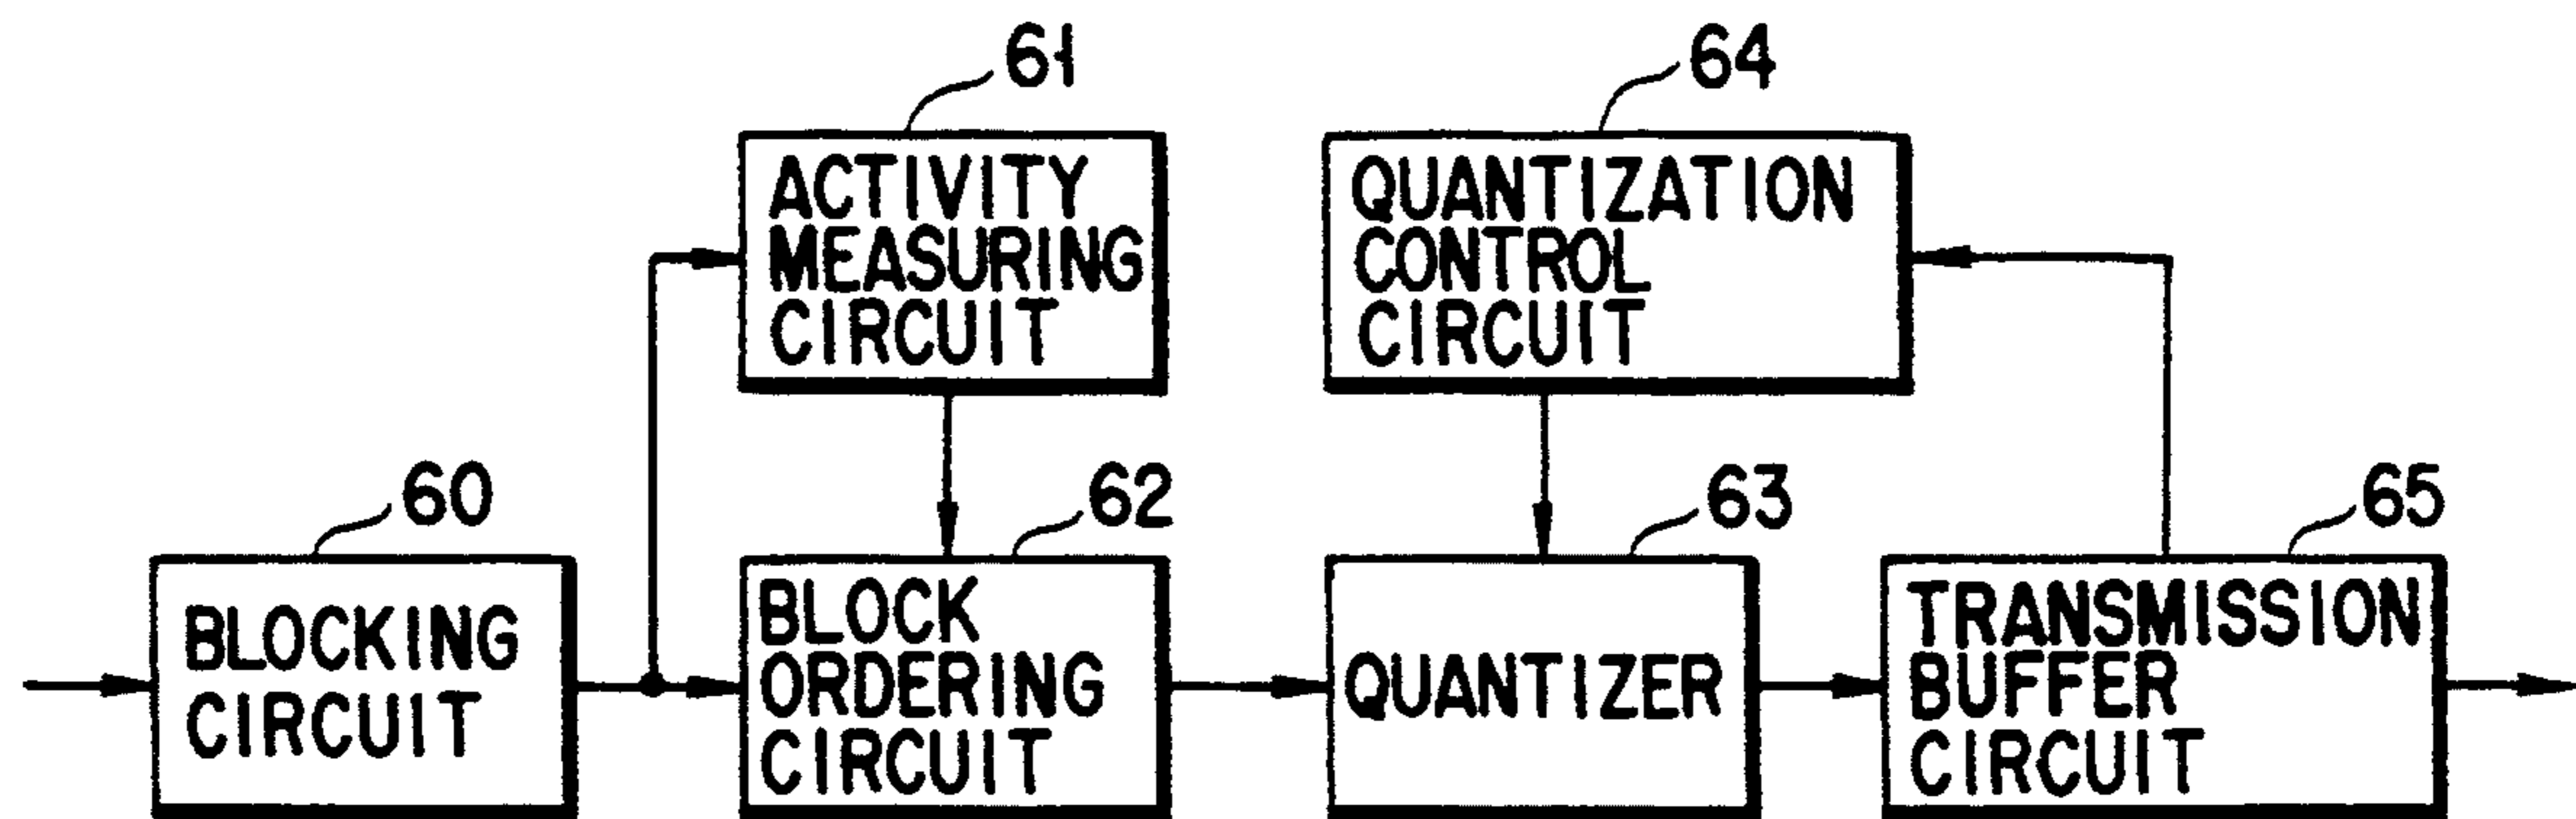 61
64
ACTIVITY
MEASURING
CIRCUIT
QUANTIZATION
CONTROL
CIRCUIT
60
62
63
65
BLOCKING
CIRCUIT
BLOCK
ORDERING
CIRCUIT
QUANTIZER
TRANSMISSION
BUFFER
CIRCUIT